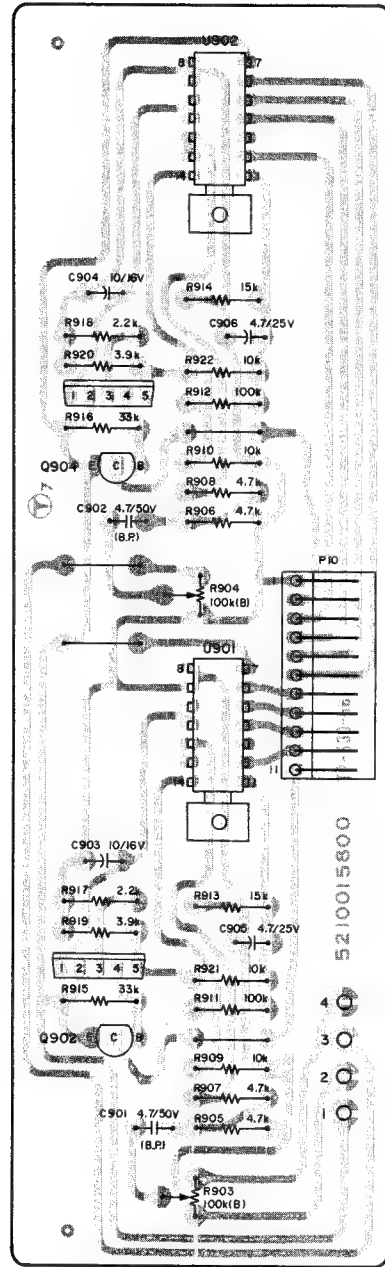 U902
8 7
14 1
C904 10/16V
R914 15k
R918 2.2k
C906 4.7/25V
R920 3.9k
R922 10k
1 2 3 4 5
R912 100k
R916 33k
R910 10k
Q904 E C B
R908 4.7k
7
C902 4.7/50V
(B.P.)
R906 4.7k
P10
R904
100k(B)
U901
8 7
14 1
11
C903 10/16V
R917 2.2k
R913 15k
R919 3.9k
C905 4.7/25V
5210015800
1 2 3 4 5
R921 10k
R915 33k
R911 100k
4
Q902 E C B
3
R909 10k
2
R907 4.7k
1
C901 4.7/50V
(B.P.)
R905 4.7k
R903
100k(B)